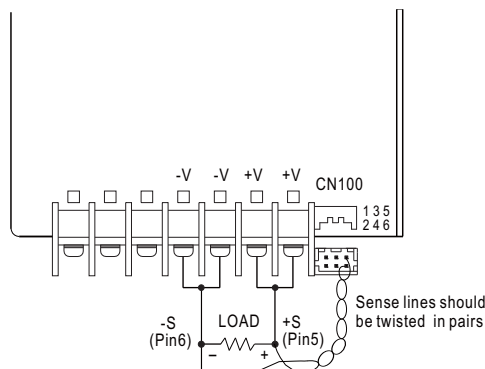 -V -V +V +V
CN100
1 3 5
2 4 6
Sense lines should
be twisted in pairs
-S
(Pin6)
LOAD
+S
(Pin5)
− +